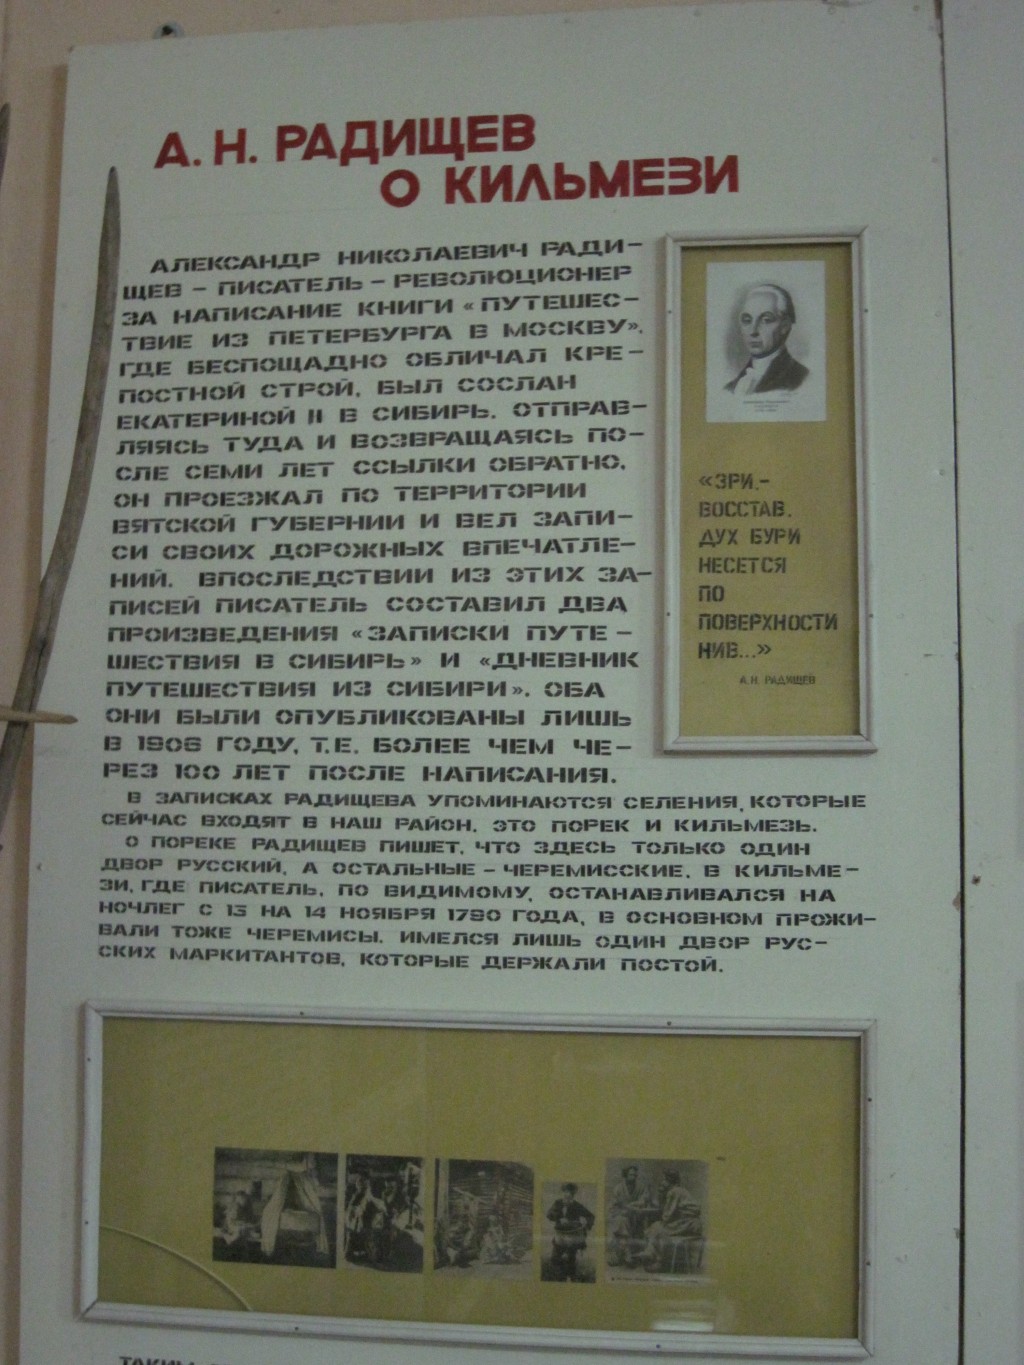 А. Н. РАДИЩЕВ
О КИЛЬМЕЗИ
АЛЕКСАНДР НИКОЛАЕВИЧ РАДИ-
ЩЕВ – ПИСАТЕЛЬ – РЕВОЛЮЦИОНЕР
ЗА НАПИСАНИЕ КНИГИ «ПУТЕШЕС-
ТВИЕ ИЗ ПЕТЕРБУРГА В МОСКВУ»,
ГДЕ БЕСПОЩАДНО ОБЛИЧАЛ КРЕ-
ПОСТНОЙ СТРОЙ, БЫЛ СОСЛАН
ЕКАТЕРИНОЙ II В СИБИРЬ. ОТПРАВ-
ЛЯЯСЬ ТУДА И ВОЗВРАЩАЯСЬ ПО-
СЛЕ СЕМИ ЛЕТ ССЫЛКИ ОБРАТНО,
ОН ПРОЕЗЖАЛ ПО ТЕРРИТОРИИ
ВЯТСКОЙ ГУБЕРНИИ И ВЕЛ ЗАПИ-
СИ СВОИХ ДОРОЖНЫХ ВПЕЧАТЛЕ-
НИЙ. ВПОСЛЕДСТВИИ ИЗ ЭТИХ ЗА-
ПИСЕЙ ПИСАТЕЛЬ СОСТАВИЛ ДВА
ПРОИЗВЕДЕНИЯ «ЗАПИСКИ ПУТЕ-
ШЕСТВИЯ В СИБИРЬ» И «ДНЕВНИК
ПУТЕШЕСТВИЯ ИЗ СИБИРИ». ОБА
ОНИ БЫЛИ ОПУБЛИКОВАНЫ ЛИШЬ
В 1906 ГОДУ, Т.Е. БОЛЕЕ ЧЕМ ЧЕ-
РЕЗ 100 ЛЕТ ПОСЛЕ НАПИСАНИЯ.
В ЗАПИСКАХ РАДИЩЕВА УПОМИНАЮТСЯ СЕЛЕНИЯ, КОТОРЫЕ
СЕЙЧАС ВХОДЯТ В НАШ РАЙОН. ЭТО ПОРЕК И КИЛЬМЕЗЬ.
О ПОРЕКЕ РАДИЩЕВ ПИШЕТ, ЧТО ЗДЕСЬ ТОЛЬКО ОДИН
ДВОР РУССКИЙ, А ОСТАЛЬНЫЕ – ЧЕРЕМИССКИЕ. В КИЛЬМЕ-
ЗИ, ГДЕ ПИСАТЕЛЬ, ПО ВИДИМОМУ, ОСТАНАВЛИВАЛСЯ НА
НОЧЛЕГ С 13 НА 14 НОЯБРЯ 1790 ГОДА, В ОСНОВНОМ ПРОЖИ-
ВАЛИ ТОЖЕ ЧЕРЕМИСЫ. ИМЕЛСЯ ЛИШЬ ОДИН ДВОР РУС-
СКИХ МАРКИТАНТОВ, КОТОРЫЕ ДЕРЖАЛИ ПОСТОЙ.
«ЗРИ,-
ВОССТАВ,
ДУХ БУРИ
НЕСЕТСЯ
ПО
ПОВЕРХНОСТИ
НИВ...»
А.Н. РАДИЩЕВ